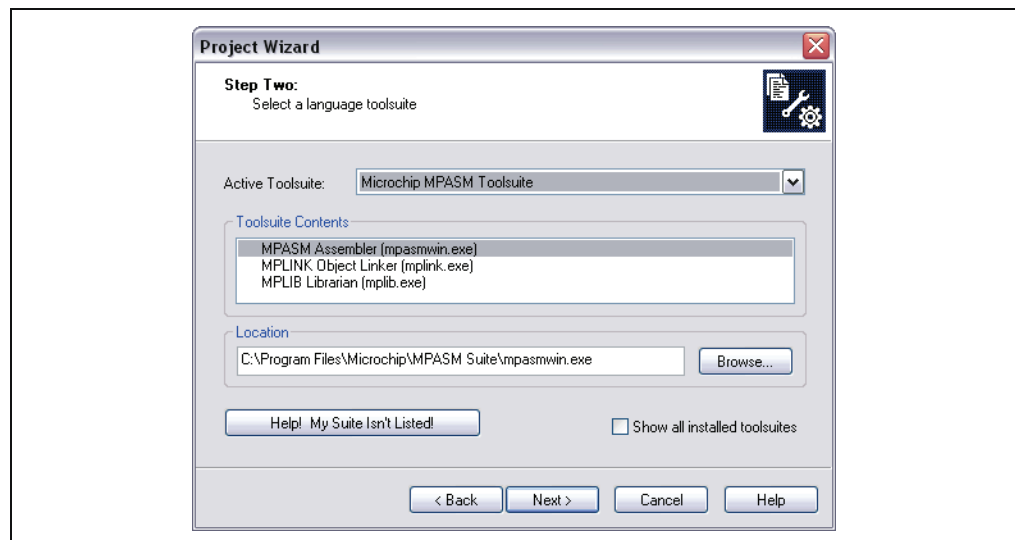 Project Wizard
Step Two:
Select a language toolsuite
Active Toolsuite: Microchip MPASM Toolsuite
Toolsuite Contents
MPASM Assembler (mpasmwin.exe)
MPLINK Object Linker (mplink.exe)
MPLIB Librarian (mplib.exe)
Location
C:\Program Files\Microchip\MPASM Suite\mpasmwin.exe Browse...
Help! My Suite Isn't Listed! Show all installed toolsuites
< Back Next > Cancel Help